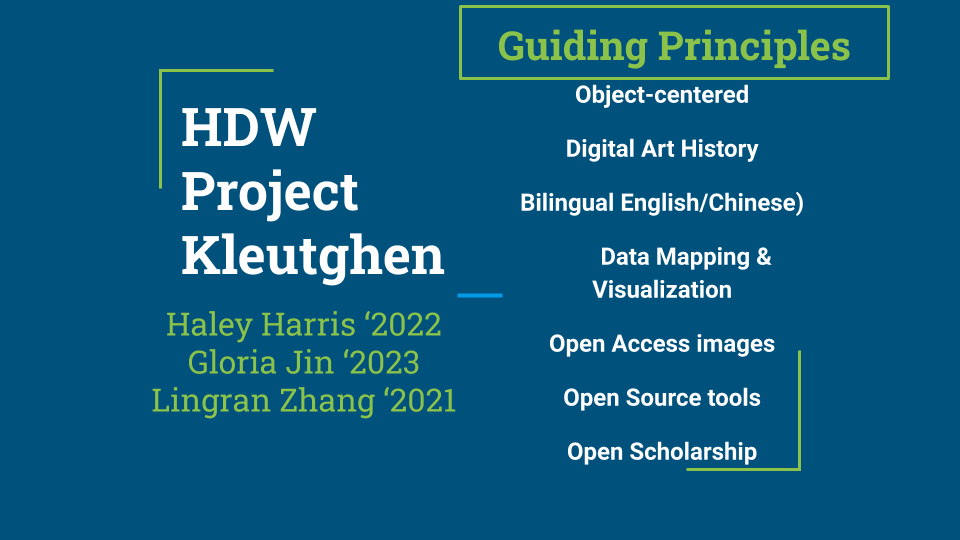 HDW
Project
Kleutghen
Haley Harris ‘2022
Gloria Jin ‘2023
Lingran Zhang ‘2021
Guiding Principles
Object-centered
Digital Art History
Bilingual English/Chinese)
Data Mapping &
Visualization
Open Access images
Open Source tools
Open Scholarship